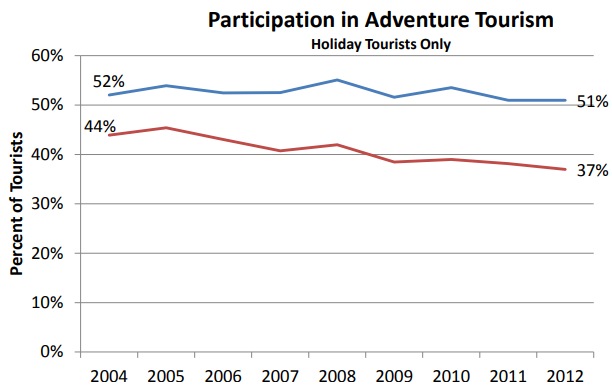 Participation in Adventure Tourism
Holiday Tourists Only
Percent of Tourists
60%
50%
40%
30%
20%
10%
0%
52%
51%
44%
37%
2004 2005 2006 2007 2008 2009 2010 2011 2012